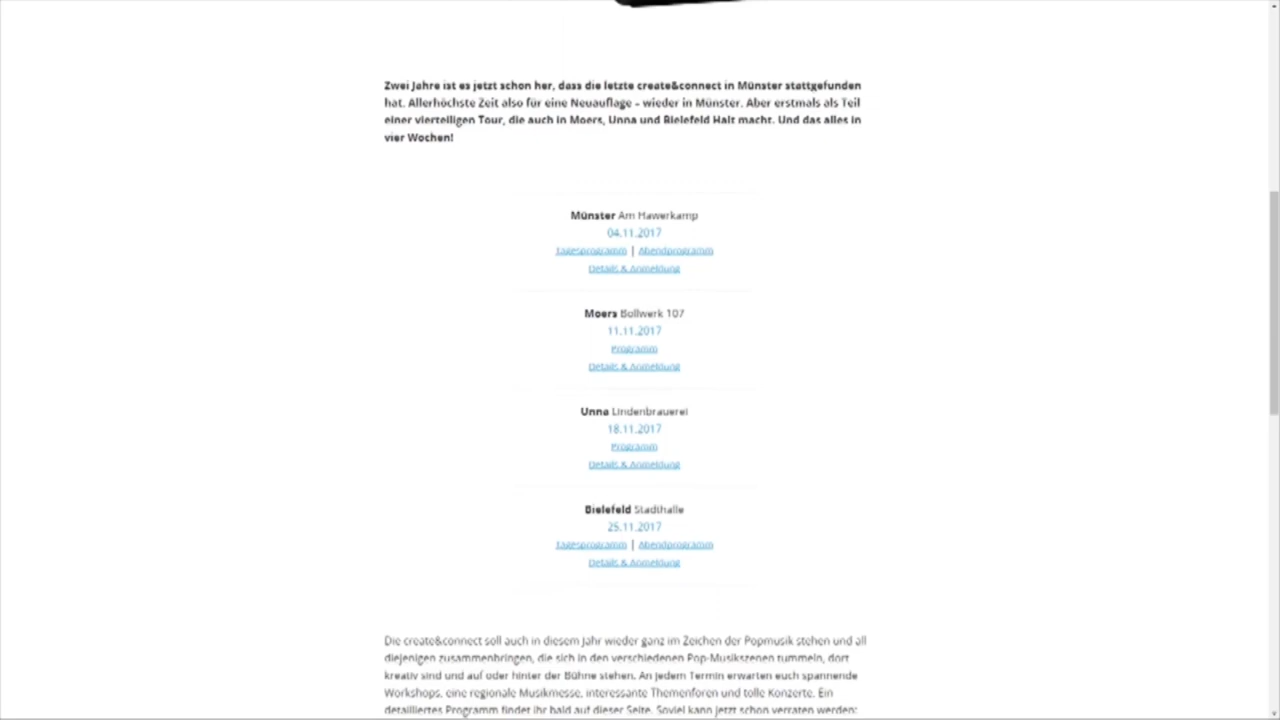 Zwei Jahre ist es jetzt schon her, dass die letzte create&connect in Münster stattgefunden
hat. Allerhöchste Zeit also für eine Neuauflage – wieder in Münster. Aber erstmals als Teil
einer vierteiligen Tour, die auch in Moers, Unna und Bielefeld Halt macht. Und das alles in
vier Wochen!
Münster Am Hawerkamp
04.11.2017
Tagesprogramm | Abendprogramm
Details & Anmeldung
Moers Bollwerk 107
11.11.2017
Programm
Details & Anmeldung
Unna Lindenbrauerei
18.11.2017
Programm
Details & Anmeldung
Bielefeld Stadthalle
25.11.2017
Tagesprogramm | Abendprogramm
Details & Anmeldung
Die create&connect soll auch in diesem Jahr wieder ganz im Zeichen der Popmusik stehen und all
diejenigen zusammenbringen, die sich in den verschiedenen Pop-Musikszenen tummeln, dort
kreativ sind und auf oder hinter der Bühne stehen. An jedem Termin erwarten euch spannende
Workshops, eine regionale Musikmesse, interessante Themenforen und tolle Konzerte. Ein
detailliertes Programm findet ihr bald auf dieser Seite. Soviel kann jetzt schon verraten werden: